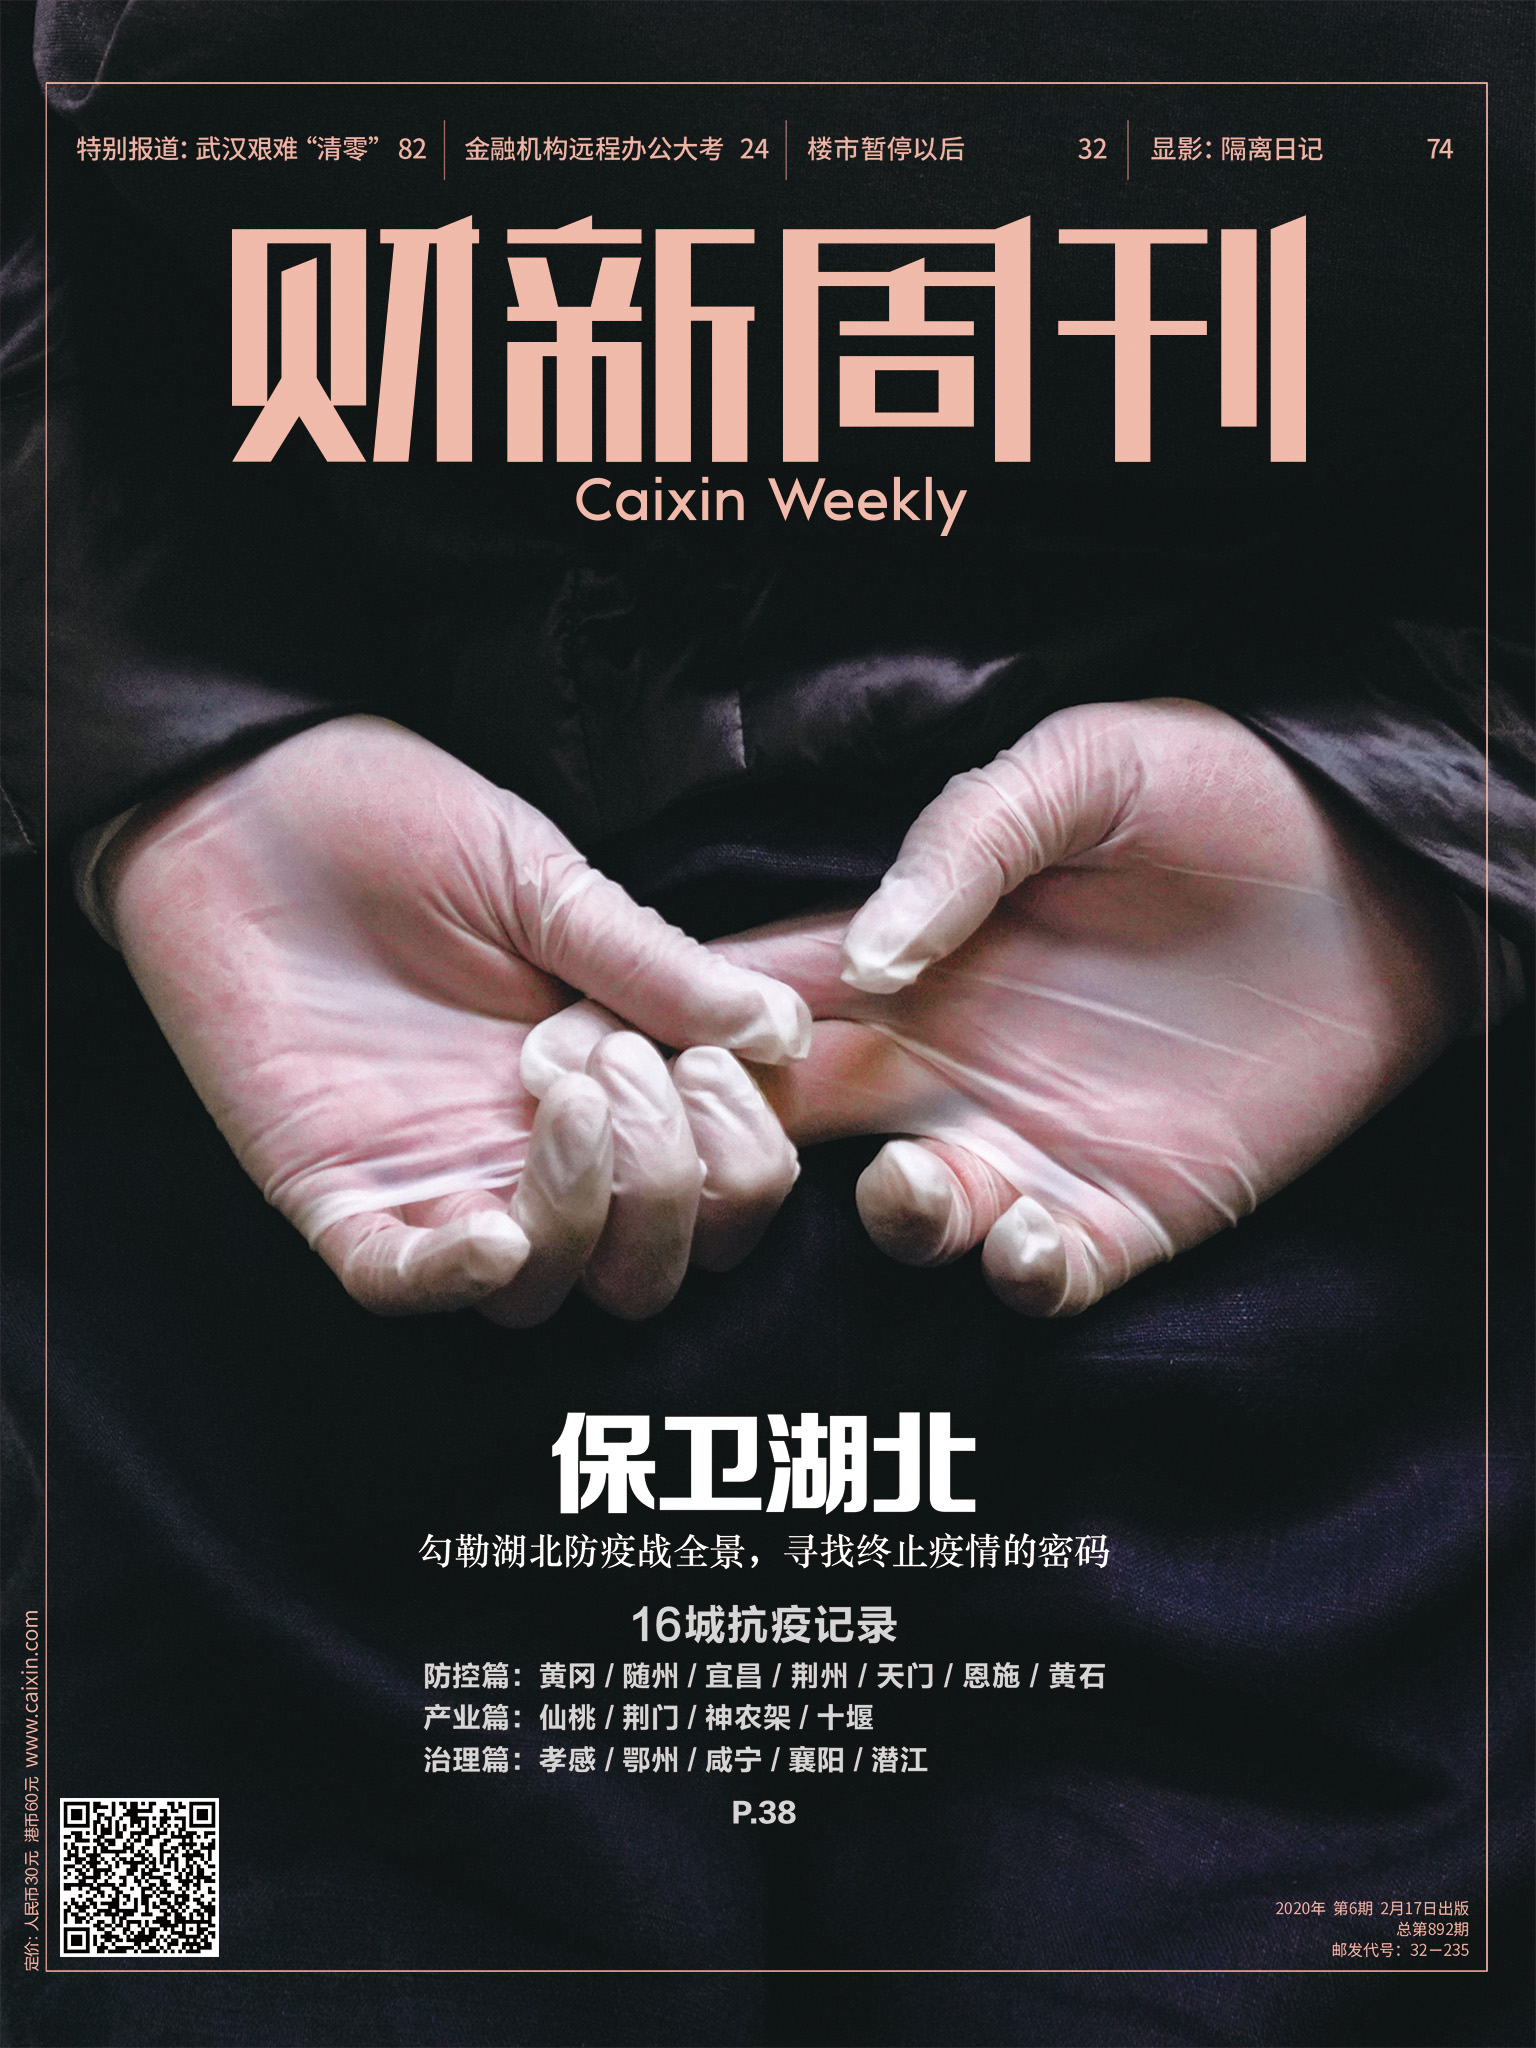 特别报道：武汉艰难“清零” 82
金融机构远程办公大考 24
楼市暂停以后 32
显影：隔离日记 74
财新周刊
Caixin Weekly
保卫湖北
勾勒湖北防疫战全景，寻找终止疫情的密码
16城抗疫记录
防控篇：黄冈 / 随州 / 宜昌 / 荆州 / 天门 / 恩施 / 黄石
产业篇：仙桃 / 荆门 / 神农架 / 十堰
治理篇：孝感 / 鄂州 / 咸宁 / 襄阳 / 潜江
P.38
定价：人民币30元 港币60元 www.caixin.com
2020年 第6期 2月17日出版
总第892期
邮发代号：32—235